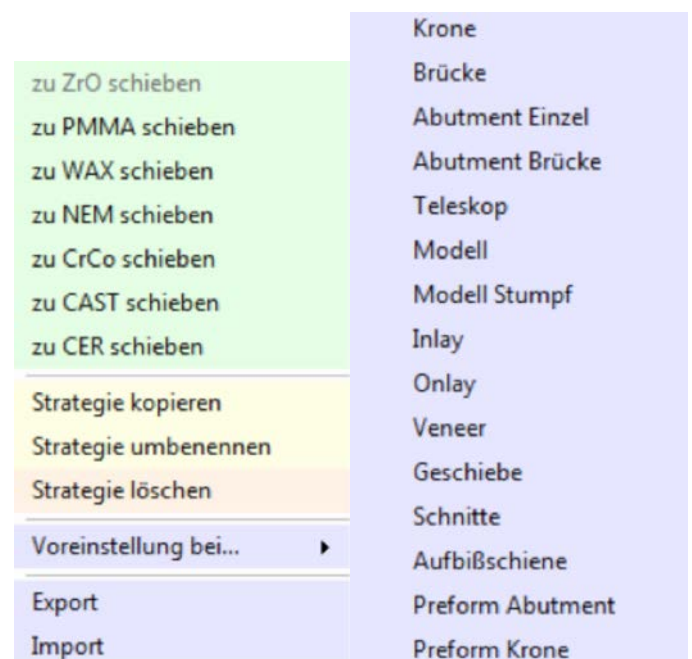 zu ZrO schieben
zu PMMA schieben
zu WAX schieben
zu NEM schieben
zu CrCo schieben
zu CAST schieben
zu CER schieben
Strategie kopieren
Strategie umbenennen
Strategie löschen
Voreinstellung bei...
Export
Import
Krone
Brücke
Abutment Einzel
Abutment Brücke
Teleskop
Modell
Modell Stumpf
Inlay
Onlay
Veneer
Geschiebe
Schnitte
Aufbißschiene
Preform Abutment
Preform Krone